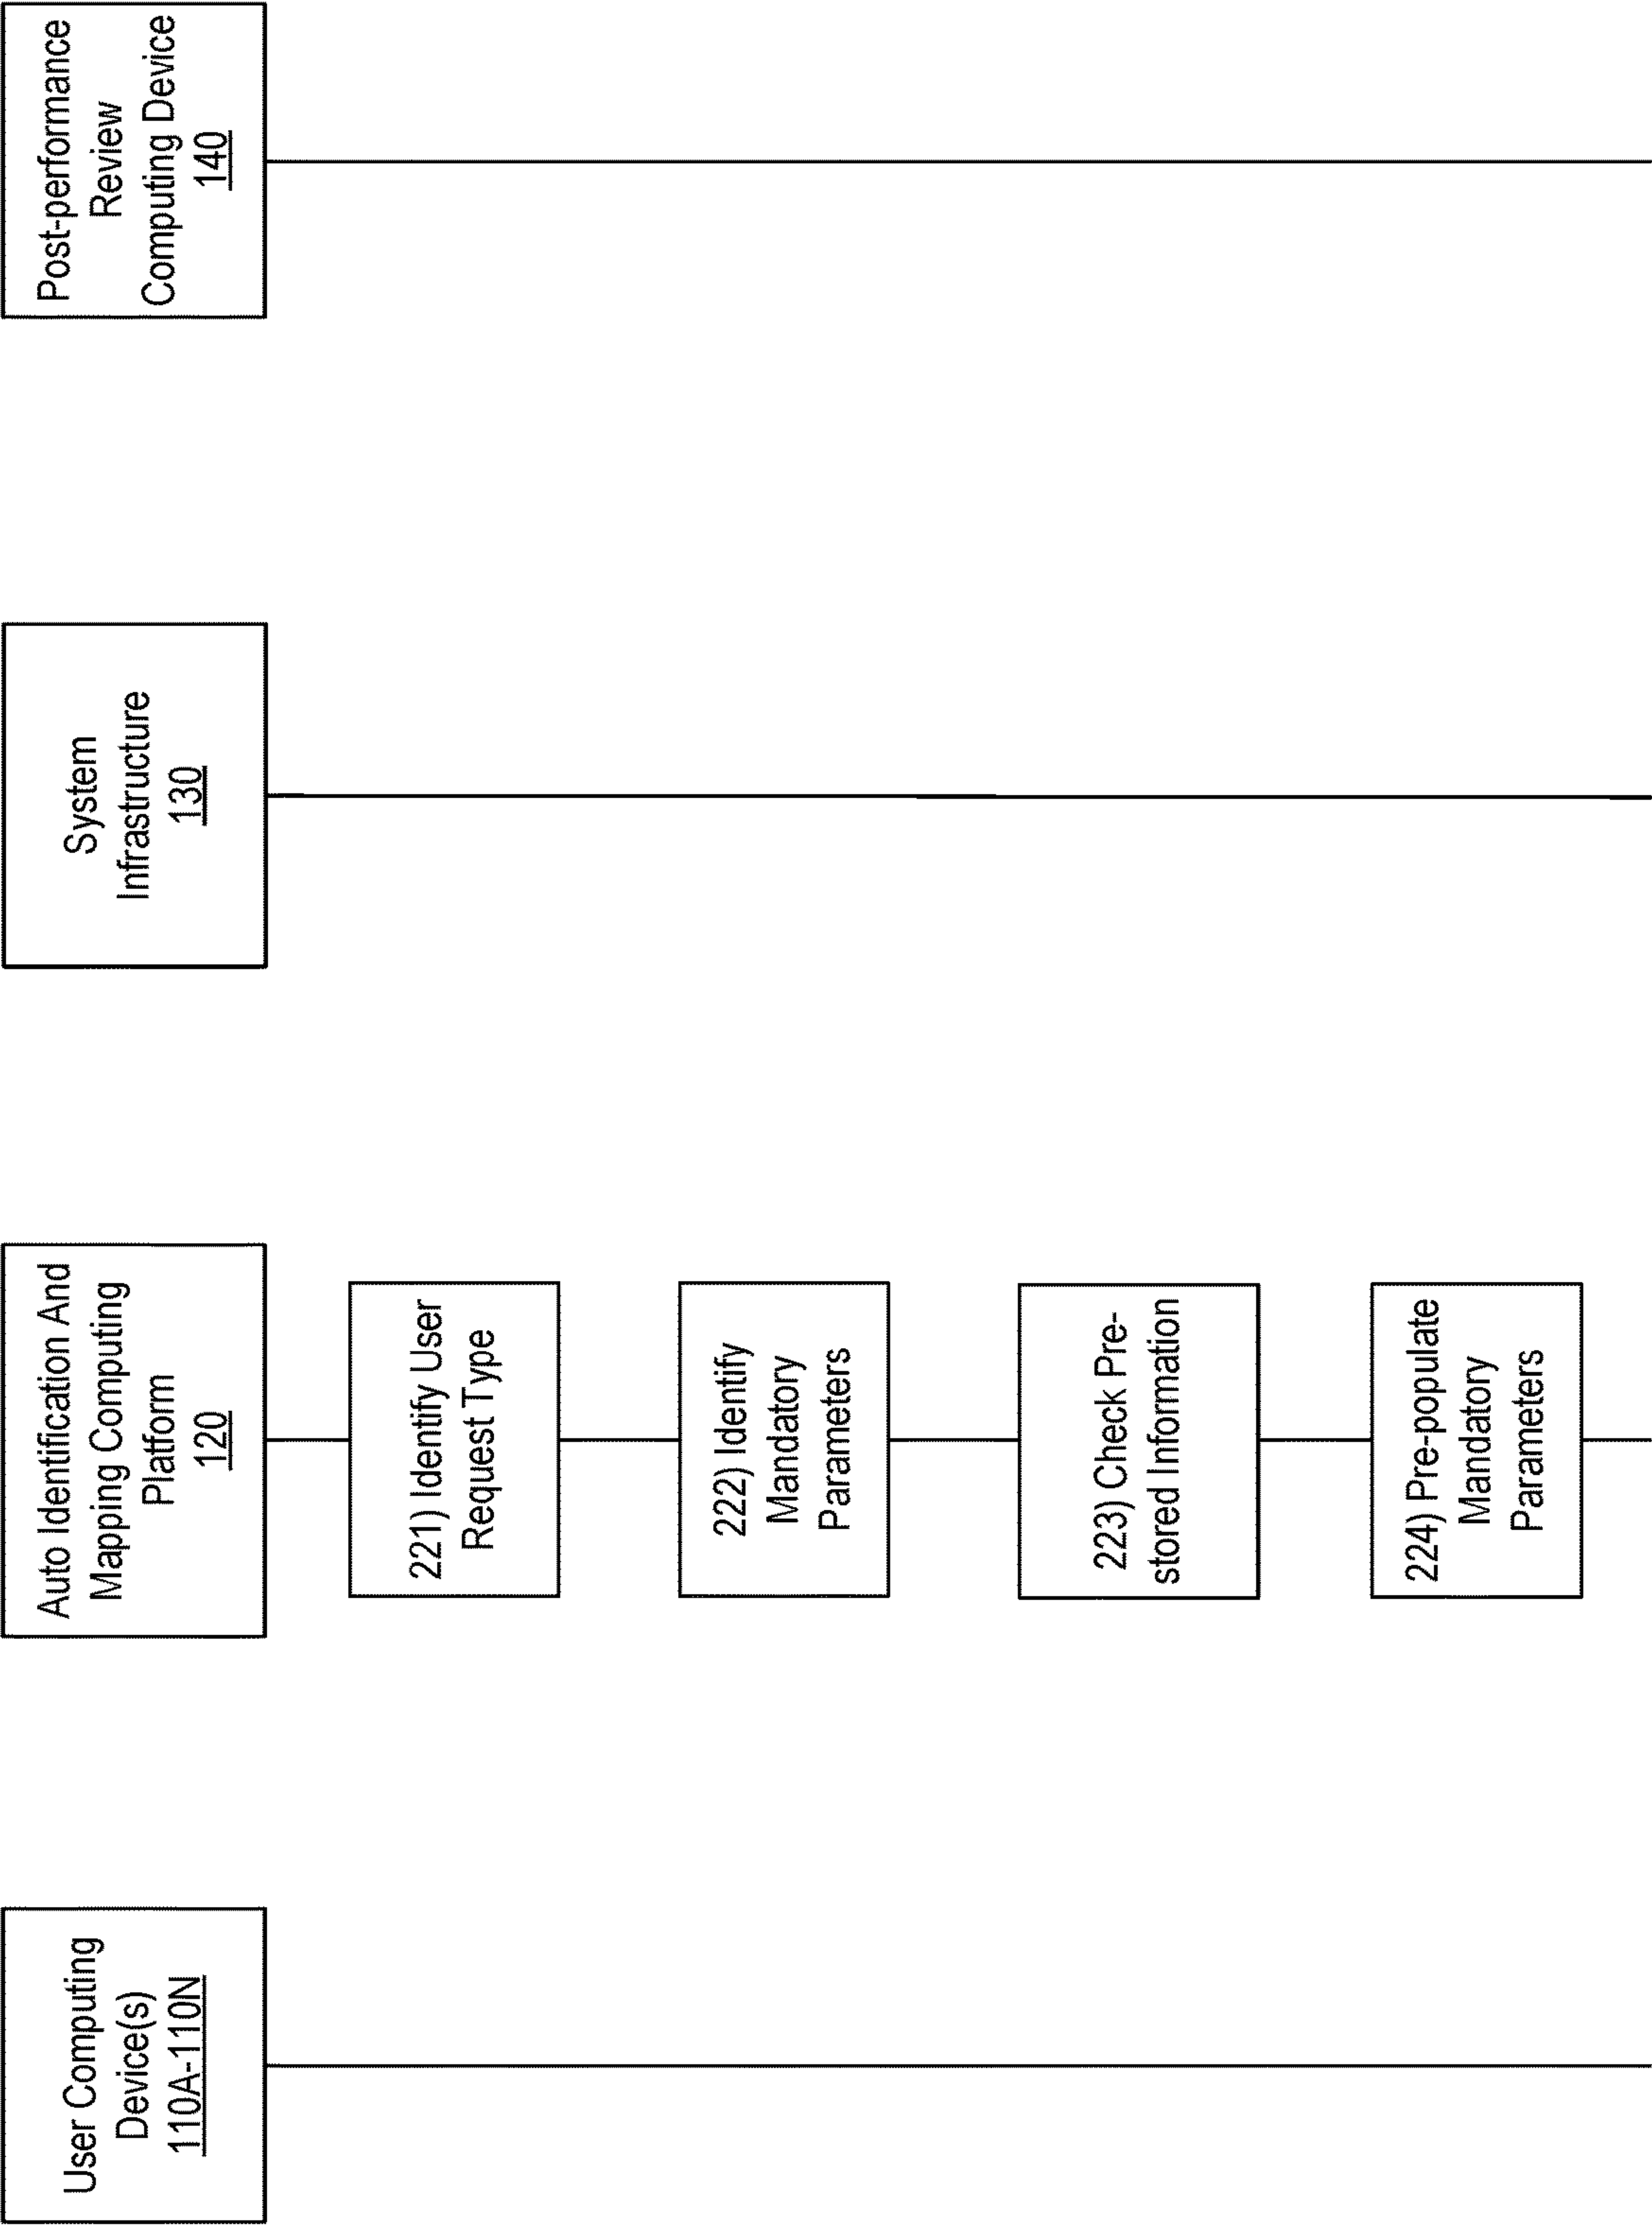 User Computing
Device(s)
110A-110N
Auto Identification And
Mapping Computing
Platform
120
System
Infrastructure
130
Post-performance
Review
Computing Device
140
221) Identify User
Request Type
222) Identify
Mandatory
Parameters
223) Check Pre-
stored Information
224) Pre-populate
Mandatory
Parameters